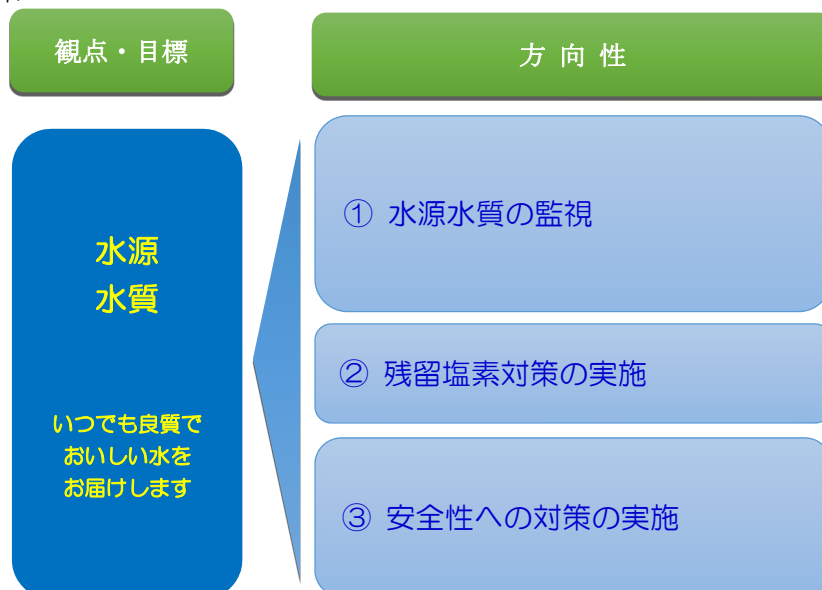 観点・目標
方 向 性
水源
水質
いつでも良質で
おいしい水を
お届けします
① 水源水質の監視
② 残留塩素対策の実施
③ 安全性への対策の実施